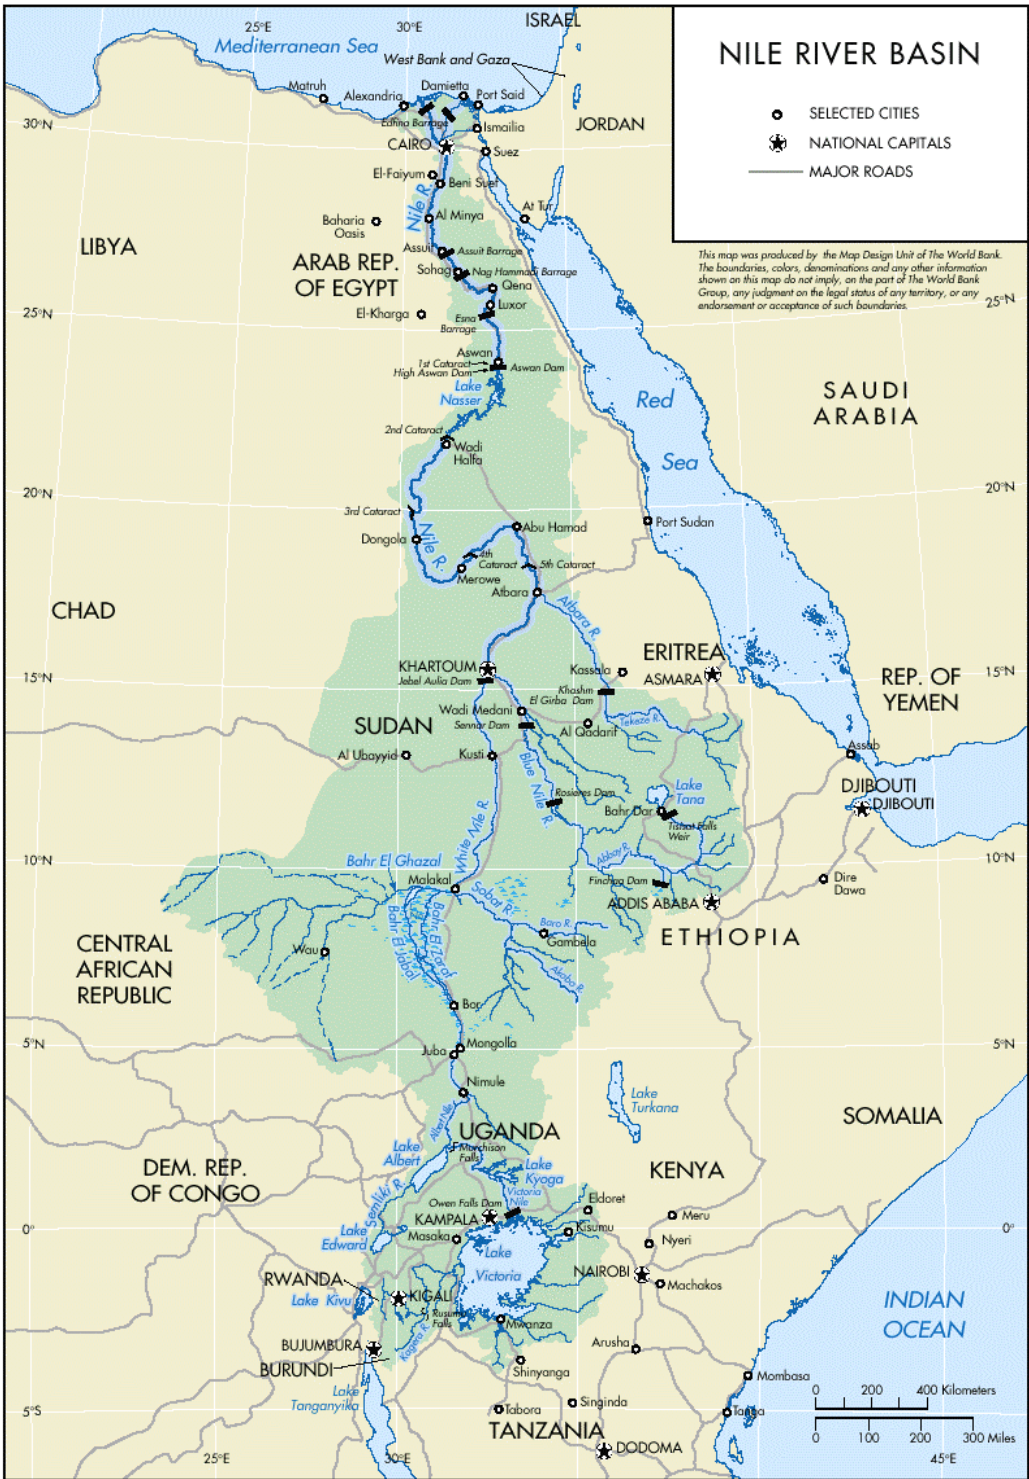 NILE RIVER BASIN
SELECTED CITIES
NATIONAL CAPITALS
MAJOR ROADS
This map was produced by the Map Design Unit of The World Bank.
The boundaries, colors, denominations and any other information
shown on this map do not imply, on the part of The World Bank
Group, any judgment on the legal status of any territory, or any
endorsement or acceptance of such boundaries.
25°E
30°E
ISRAEL
Mediterranean Sea
West Bank and Gaza
Matruh
Alexandria
Damietta
Port Said
Edfina Barrage
Ismailia
JORDAN
30°N
CAIRO
Suez
El-Faiyum
Beni Suef
Nile R.
At Tur
Baharia
Oasis
Al Minya
LIBYA
Assuit
Assuit Barrage
ARAB REP.
OF EGYPT
Sohag
Nag Hammadi Barrage
Qena
Luxor
25°N
25°N
El-Kharga
Esna
Barrage
Aswan
1st Cataract
High Aswan Dam
Aswan Dam
Lake
Nasser
Red
Sea
SAUDI
ARABIA
2nd Cataract
Wadi
Halfa
20°N
20°N
3rd Cataract
Dongola
Nile R.
Abu Hamad
Port Sudan
4th
Cataract
5th Cataract
Merowe
Atbara
Atbara R.
CHAD
KHARTOUM
Jebel Aulia Dam
Kassala
ERITREA
ASMARA
15°N
15°N
REP. OF
YEMEN
Khashm
El Girba Dam
Wadi Medani
Sennar Dam
Tekeze R.
Al Qadarif
SUDAN
Al Ubayyid
Kusti
Assab
Blue Nile R.
Rosieres Dam
Lake
Tana
Bahr Dar
Tishat Falls
Weir
DJIBOUTI
DJIBOUTI
White Nile R.
10°N
10°N
Bahr El Ghazal
Malakal
Sobat R.
Abbay R.
Finchaa Dam
Dire
Dawa
ADDIS ABABA
ETHIOPIA
Bahr El Jabal
Bahr El Zaraf
Baro R.
Gambela
Akobo R.
CENTRAL
AFRICAN
REPUBLIC
Wau
Bor
5°N
5°N
Juba
Mongolla
Nimule
Lake
Turkana
Albert Nile
UGANDA
SOMALIA
Lake
Albert
Murchison
Falls
Lake
Kyoga
KENYA
DEM. REP.
OF CONGO
Semliki R.
Owen Falls Dam
Victoria
Nile
Eldoret
KAMPALA
Meru
0°
0°
Lake
Edward
Masaka
Kisumu
Nyeri
Lake
Victoria
NAIROBI
Machakos
RWANDA
Lake Kivu
KIGALI
Rusumo
Falls
Kagera R.
Mwanza
INDIAN
OCEAN
BUJUMBURA
BURUNDI
Arusha
Shinyanga
Lake
Tanganyika
Mombasa
0 200 400 Kilometers
0 100 200 300 Miles
5°S
Tabora
Singinda
Tanga
TANZANIA
DODOMA
25°E
30°E
45°E